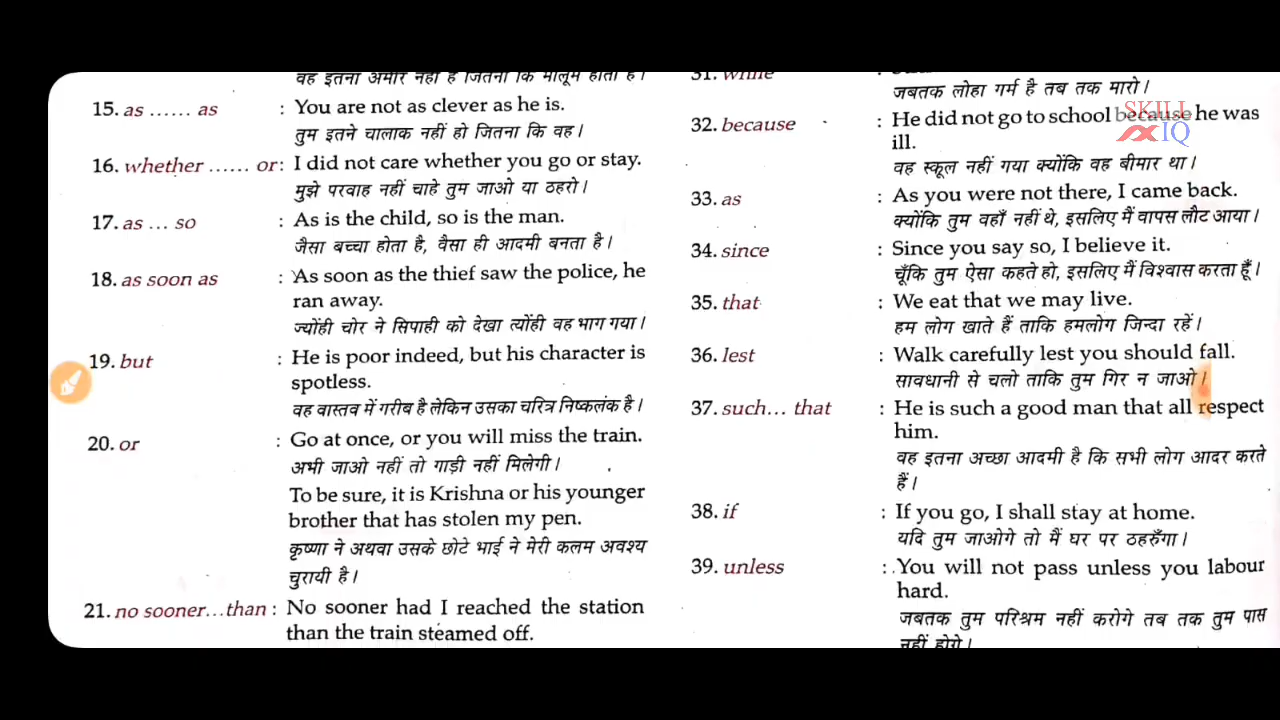 वह इतना अमीर नहीं है जितना कि मालूम होता है।
15. as ...... as : You are not as clever as he is.
तुम इतने चालाक नहीं हो जितना कि वह।
16. whether ...... or : I did not care whether you go or stay.
मुझे परवाह नहीं चाहे तुम जाओ या ठहरो।
17. as ... so : As is the child, so is the man.
जैसा बच्चा होता है, वैसा ही आदमी बनता है।
18. as soon as : As soon as the thief saw the police, he
ran away.
ज्योंही चोर ने सिपाही को देखा त्योंही वह भाग गया।
19. but : He is poor indeed, but his character is
spotless.
वह वास्तव में गरीब है लेकिन उसका चरित्र निष्कलंक है।
20. or : Go at once, or you will miss the train.
अभी जाओ नहीं तो गाड़ी नहीं मिलेगी।
To be sure, it is Krishna or his younger
brother that has stolen my pen.
कृष्णा ने अथवा उसके छोटे भाई ने मेरी कलम अवश्य
चुरायी है।
21. no sooner...than : No sooner had I reached the station
than the train steamed off.
31. while :
जबतक लोहा गर्म है तब तक मारो।
32. because : He did not go to school because he was
ill.
वह स्कूल नहीं गया क्योंकि वह बीमार था।
33. as : As you were not there, I came back.
क्योंकि तुम वहाँ नहीं थे, इसलिए मैं वापस लौट आया।
34. since : Since you say so, I believe it.
चूँकि तुम ऐसा कहते हो, इसलिए मैं विश्वास करता हूँ।
35. that : We eat that we may live.
हम लोग खाते हैं ताकि हमलोग जिन्दा रहें।
36. lest : Walk carefully lest you should fall.
सावधानी से चलो ताकि तुम गिर न जाओ।
37. such... that : He is such a good man that all respect
him.
वह इतना अच्छा आदमी है कि सभी लोग आदर करते
हैं।
38. if : If you go, I shall stay at home.
यदि तुम जाओगे तो मैं घर पर ठहरुँगा।
39. unless : You will not pass unless you labour
hard.
जबतक तुम परिश्रम नहीं करोगे तब तक तुम पास
नहीं होगे।
SKILL
IQ